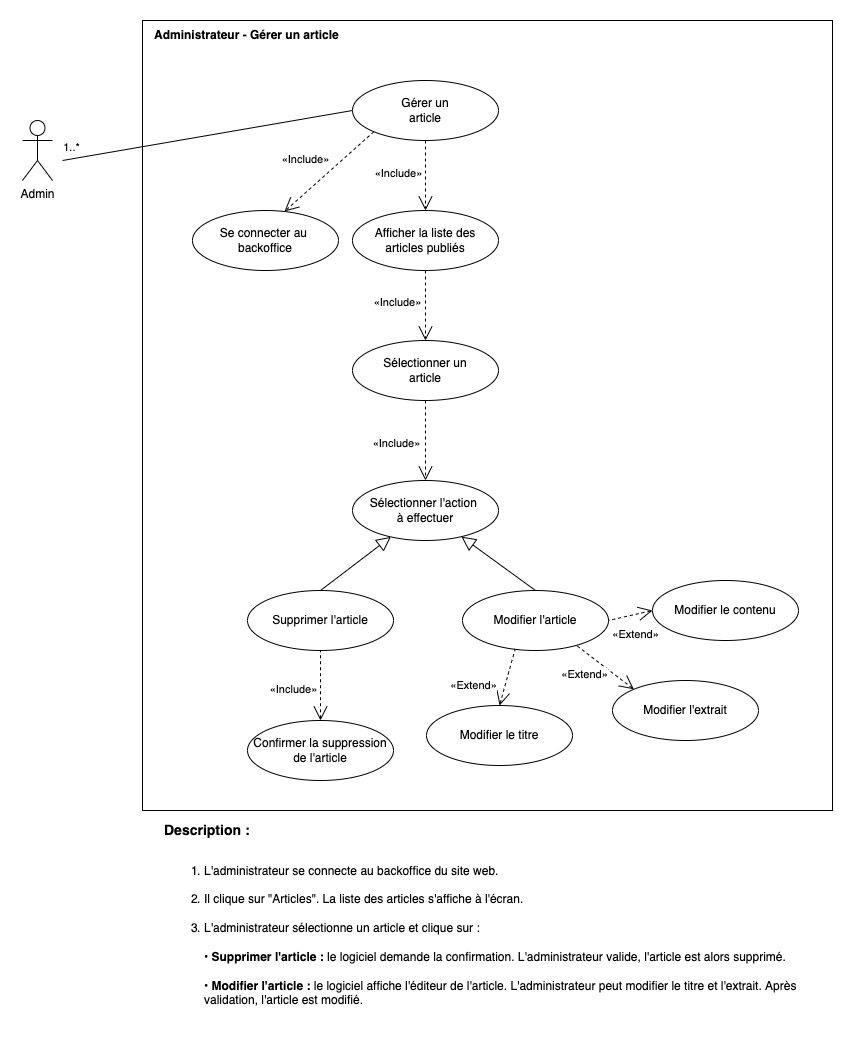 Administrateur - Gérer un article
Gérer un
article
1..*
Admin
«Include»
«Include»
Se connecter au
backoffice
Afficher la liste des
articles publiés
«Include»
Sélectionner un
article
«Include»
Sélectionner l'action
à effectuer
Supprimer l'article
Modifier l'article
Modifier le contenu
«Extend»
«Extend»
«Extend»
«Include»
Modifier l'extrait
Modifier le titre
Confirmer la suppression
de l'article
Description :
1. L'administrateur se connecte au backoffice du site web.
2. Il clique sur "Articles". La liste des articles s'affiche à l'écran.
3. L'administrateur sélectionne un article et clique sur :
• Supprimer l'article : le logiciel demande la confirmation. L'administrateur valide, l'article est alors supprimé.
• Modifier l'article : le logiciel affiche l'éditeur de l'article. L'administrateur peut modifier le titre et l'extrait. Après
validation, l'article est modifié.